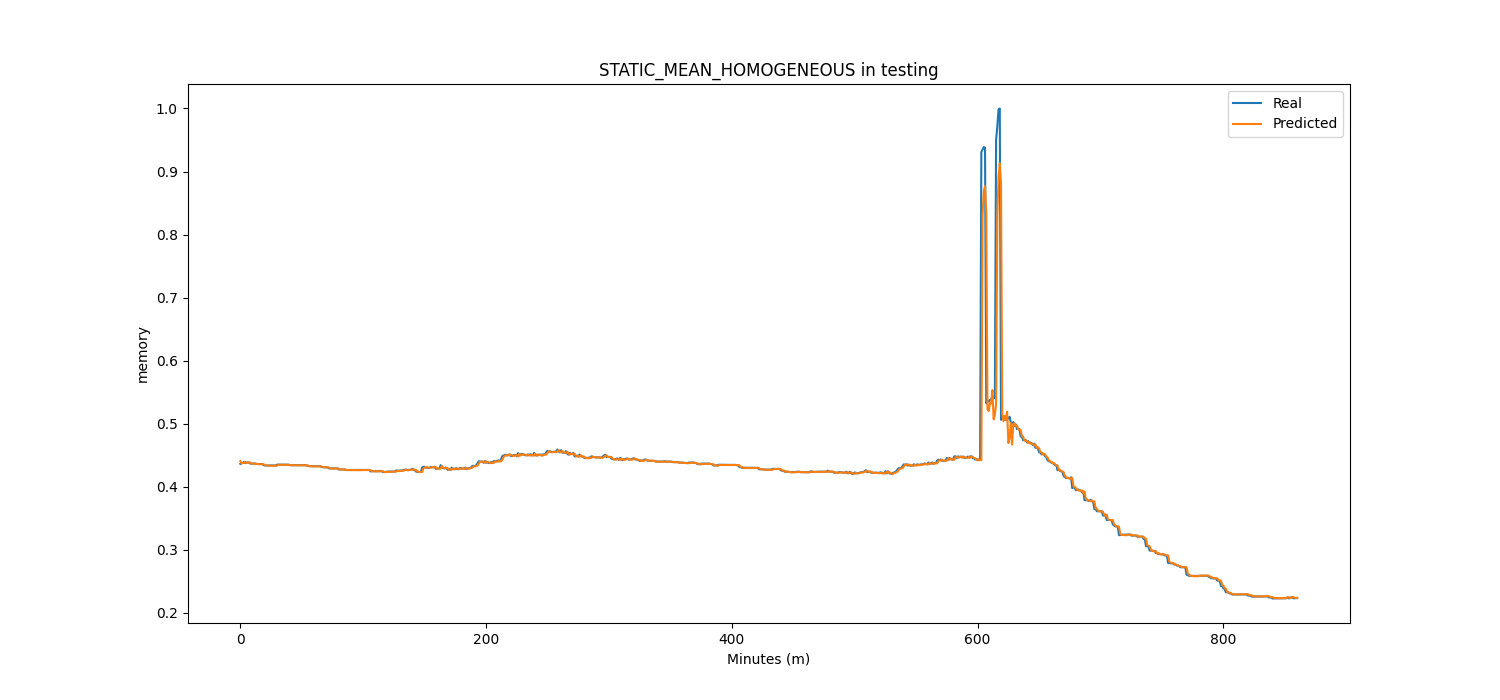 STATIC_MEAN_HOMOGENEOUS in testing
Real
Predicted
memory
1.0
0.9
0.8
0.7
0.6
0.5
0.4
0.3
0.2
0 200 400 600 800
Minutes (m)